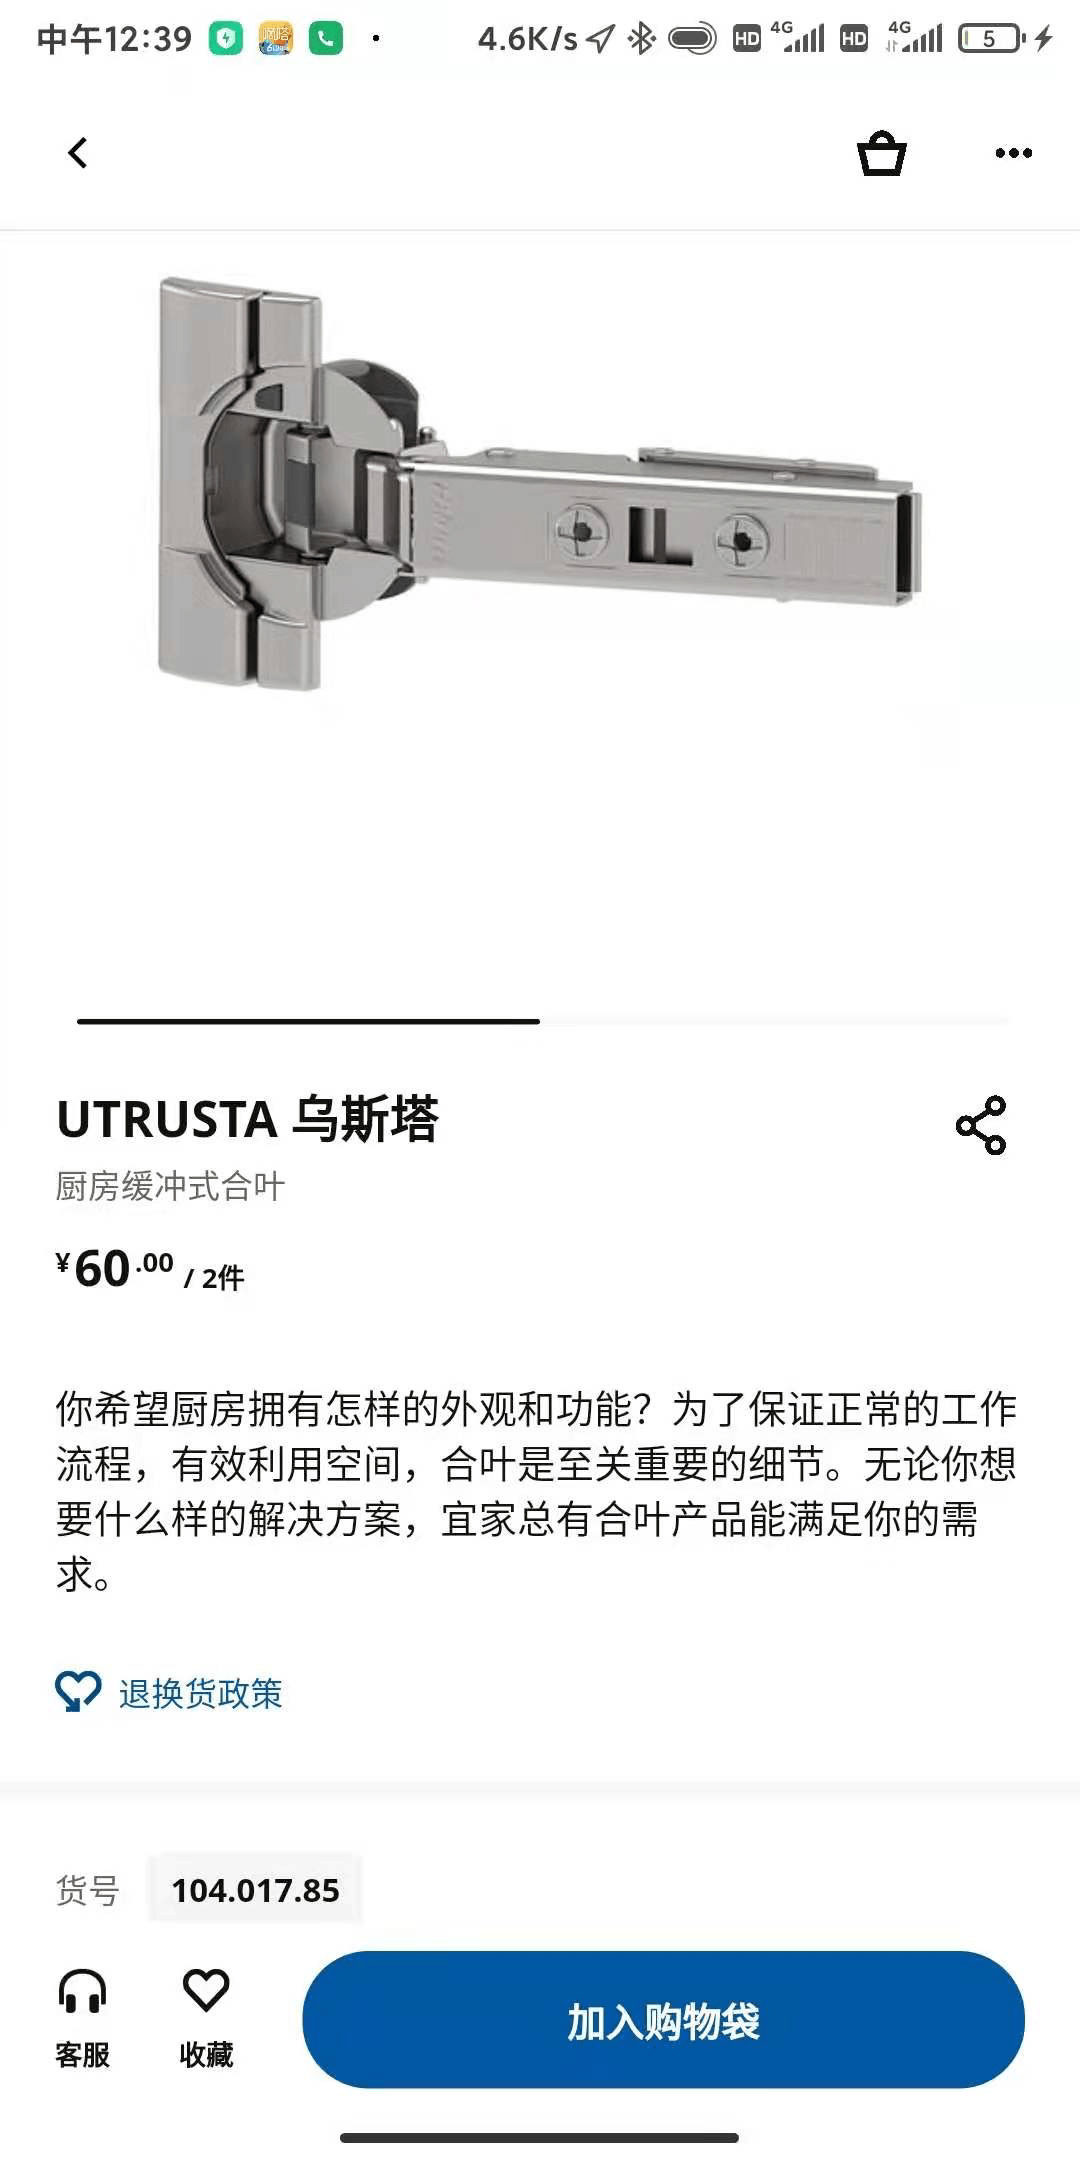 中午12:39
4.6K/s HD 4G HD 4G 5
UTRUSTA 乌斯塔
厨房缓冲式合叶
¥60.00 / 2件
你希望厨房拥有怎样的外观和功能？为了保证正常的工作
流程，有效利用空间，合叶是至关重要的细节。无论你想
要什么样的解决方案，宜家总有合叶产品能满足你的需
求。
退换货政策
货号 104.017.85
客服 收藏 加入购物袋